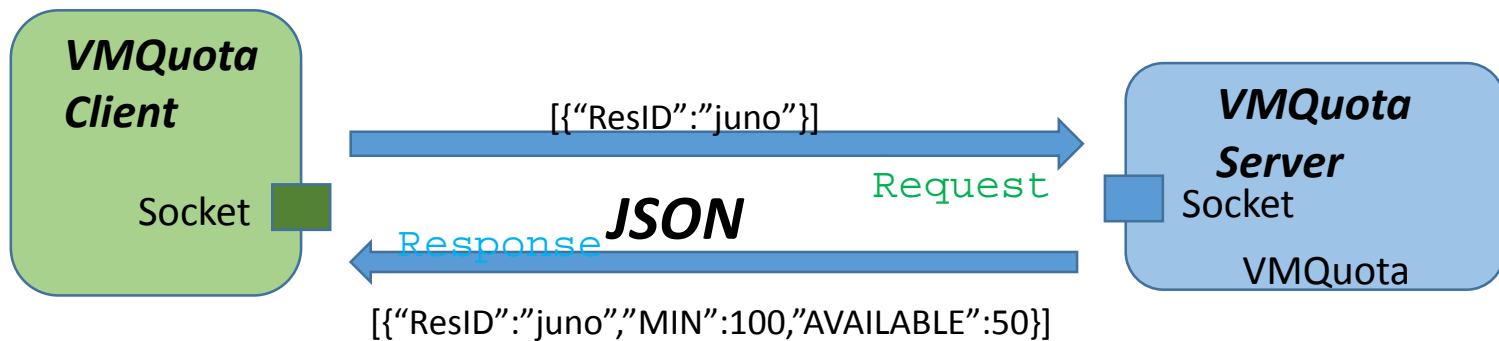 VMQuota
Client
[{“ResID”:”juno”}]
VMQuota
Server
Request
Socket
JSON
Socket
Response
VMQuota
[{“ResID”:”juno”,”MIN”:100,”AVAILABLE”:50}]